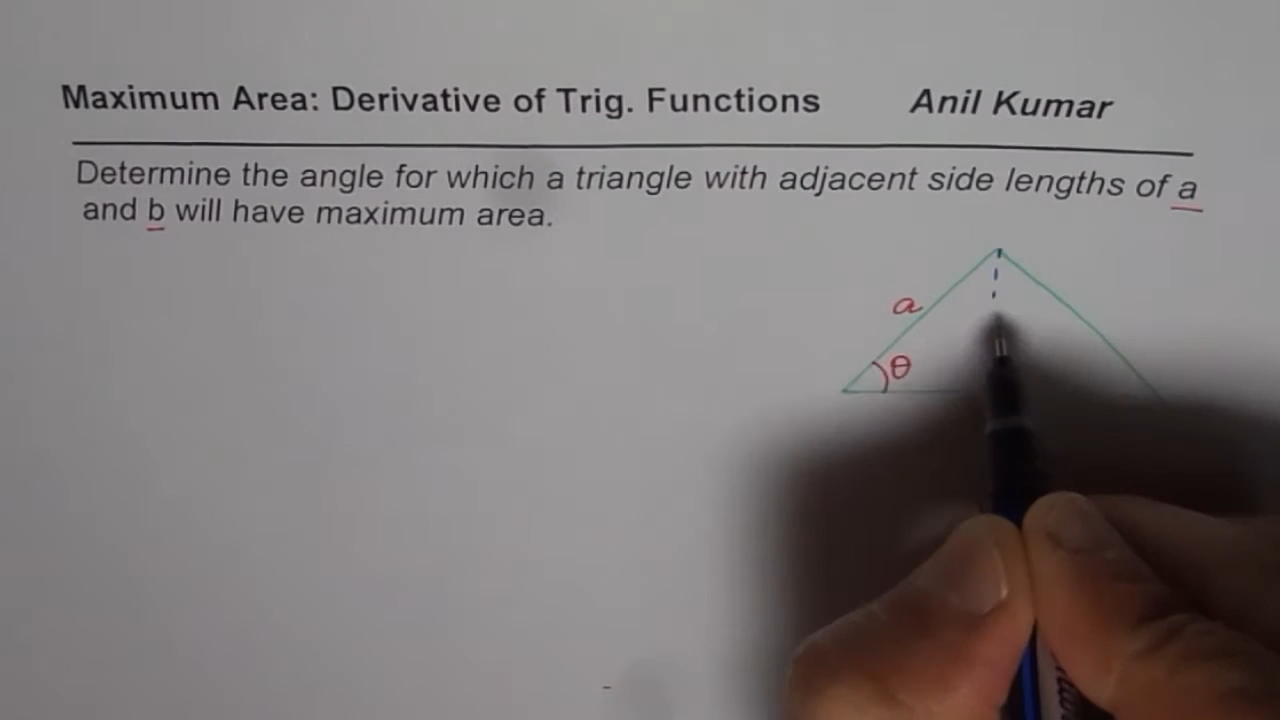 Maximum Area: Derivative of Trig. Functions Anil Kumar
Determine the angle for which a triangle with adjacent side lengths of a
and b will have maximum area.
a
θ